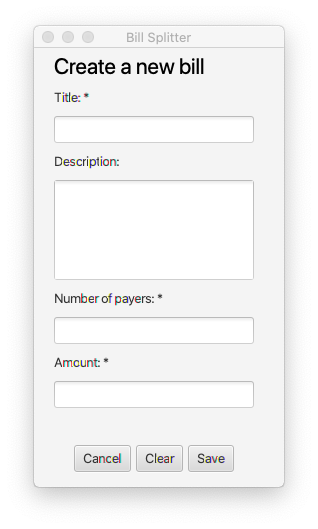 Bill Splitter
Create a new bill
Title: *
Description:
Number of payers: *
Amount: *
Cancel Clear Save